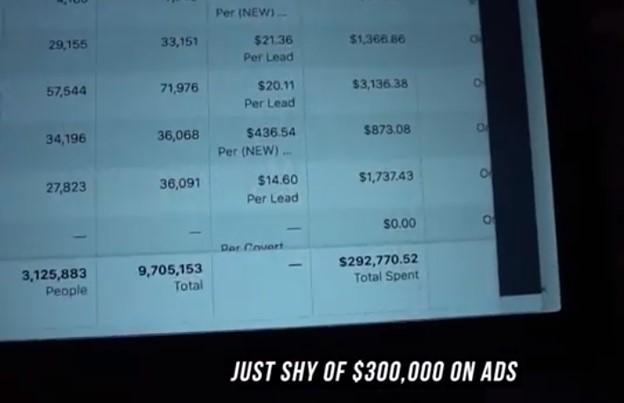 Per (NEW) ...
29,155 33,151 $21.36 $1,366.86
Per Lead
57,544 71,976 $20.11 $3,136.38
Per Lead
34,196 36,068 $436.54 $873.08
Per (NEW) ...
27,823 36,091 $14.60 $1,737.43
Per Lead
— — — $0.00
Per Covert
3,125,883 9,705,153 — $292,770.52
People Total Total Spent
JUST SHY OF $300,000 ON ADS